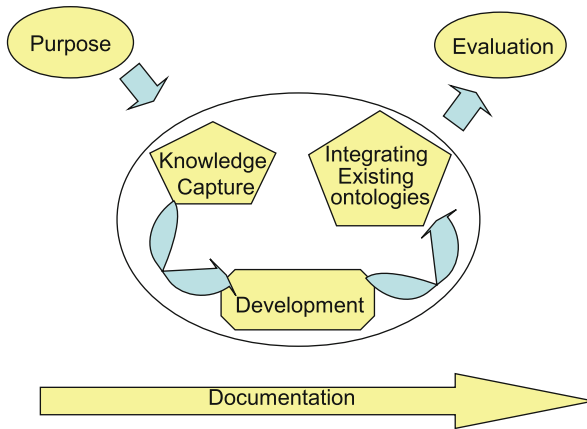 Purpose
Evaluation
Knowledge
Capture
Integrating
Existing
ontologies
Development
Documentation